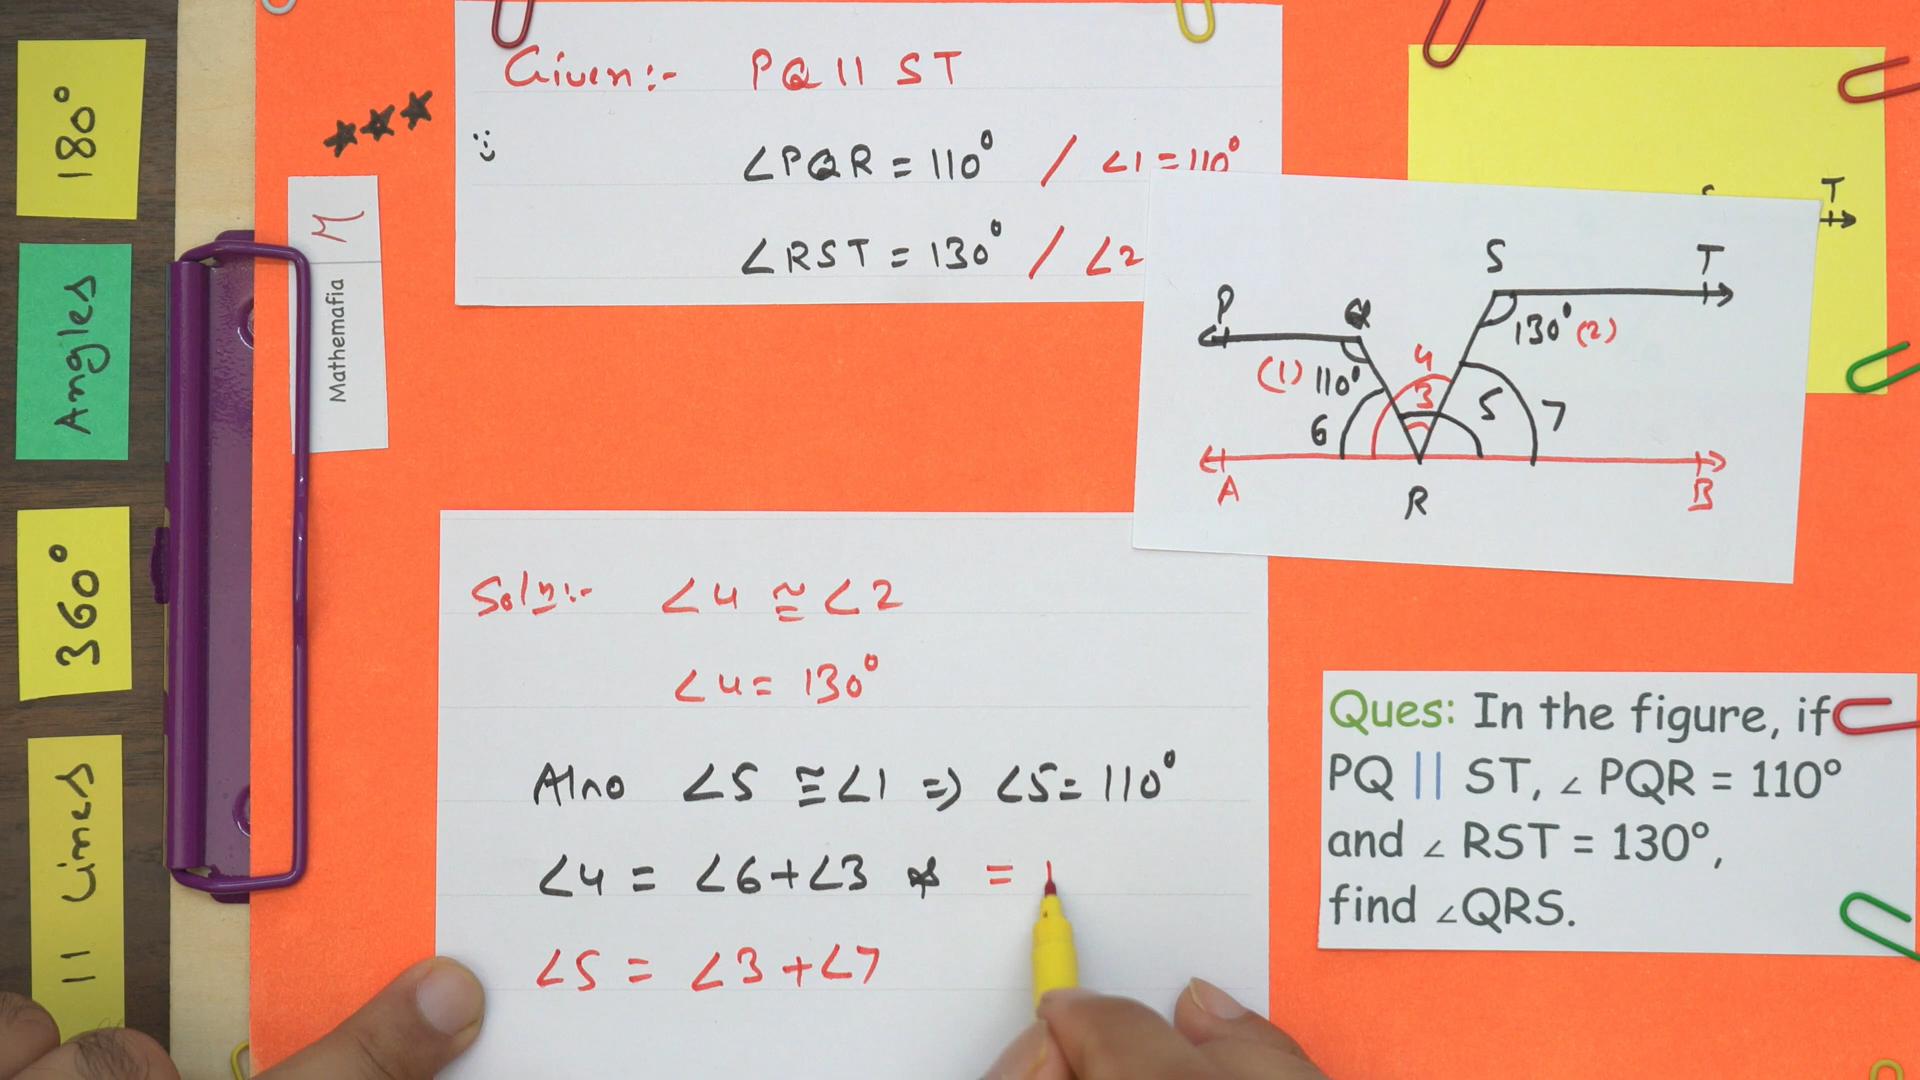 180°
Angles
360°
11 Lines
M
Mathemafia
Given:- PQ || ST
∠PQR = 110° / ∠1 = 110°
∠RST = 130° / ∠2
T
S T
P Q
130° (2)
(1) 110°
4
3
6 5 7
A B
R
Soln:- ∠4 ≅ ∠2
∠4 = 130°
Also ∠5 ≅ ∠1 => ∠5 = 110°
∠4 = ∠6 + ∠3 & = 1
∠5 = ∠3 + ∠7
Ques: In the figure, if
PQ || ST, ∠ PQR = 110°
and ∠ RST = 130°,
find ∠QRS.